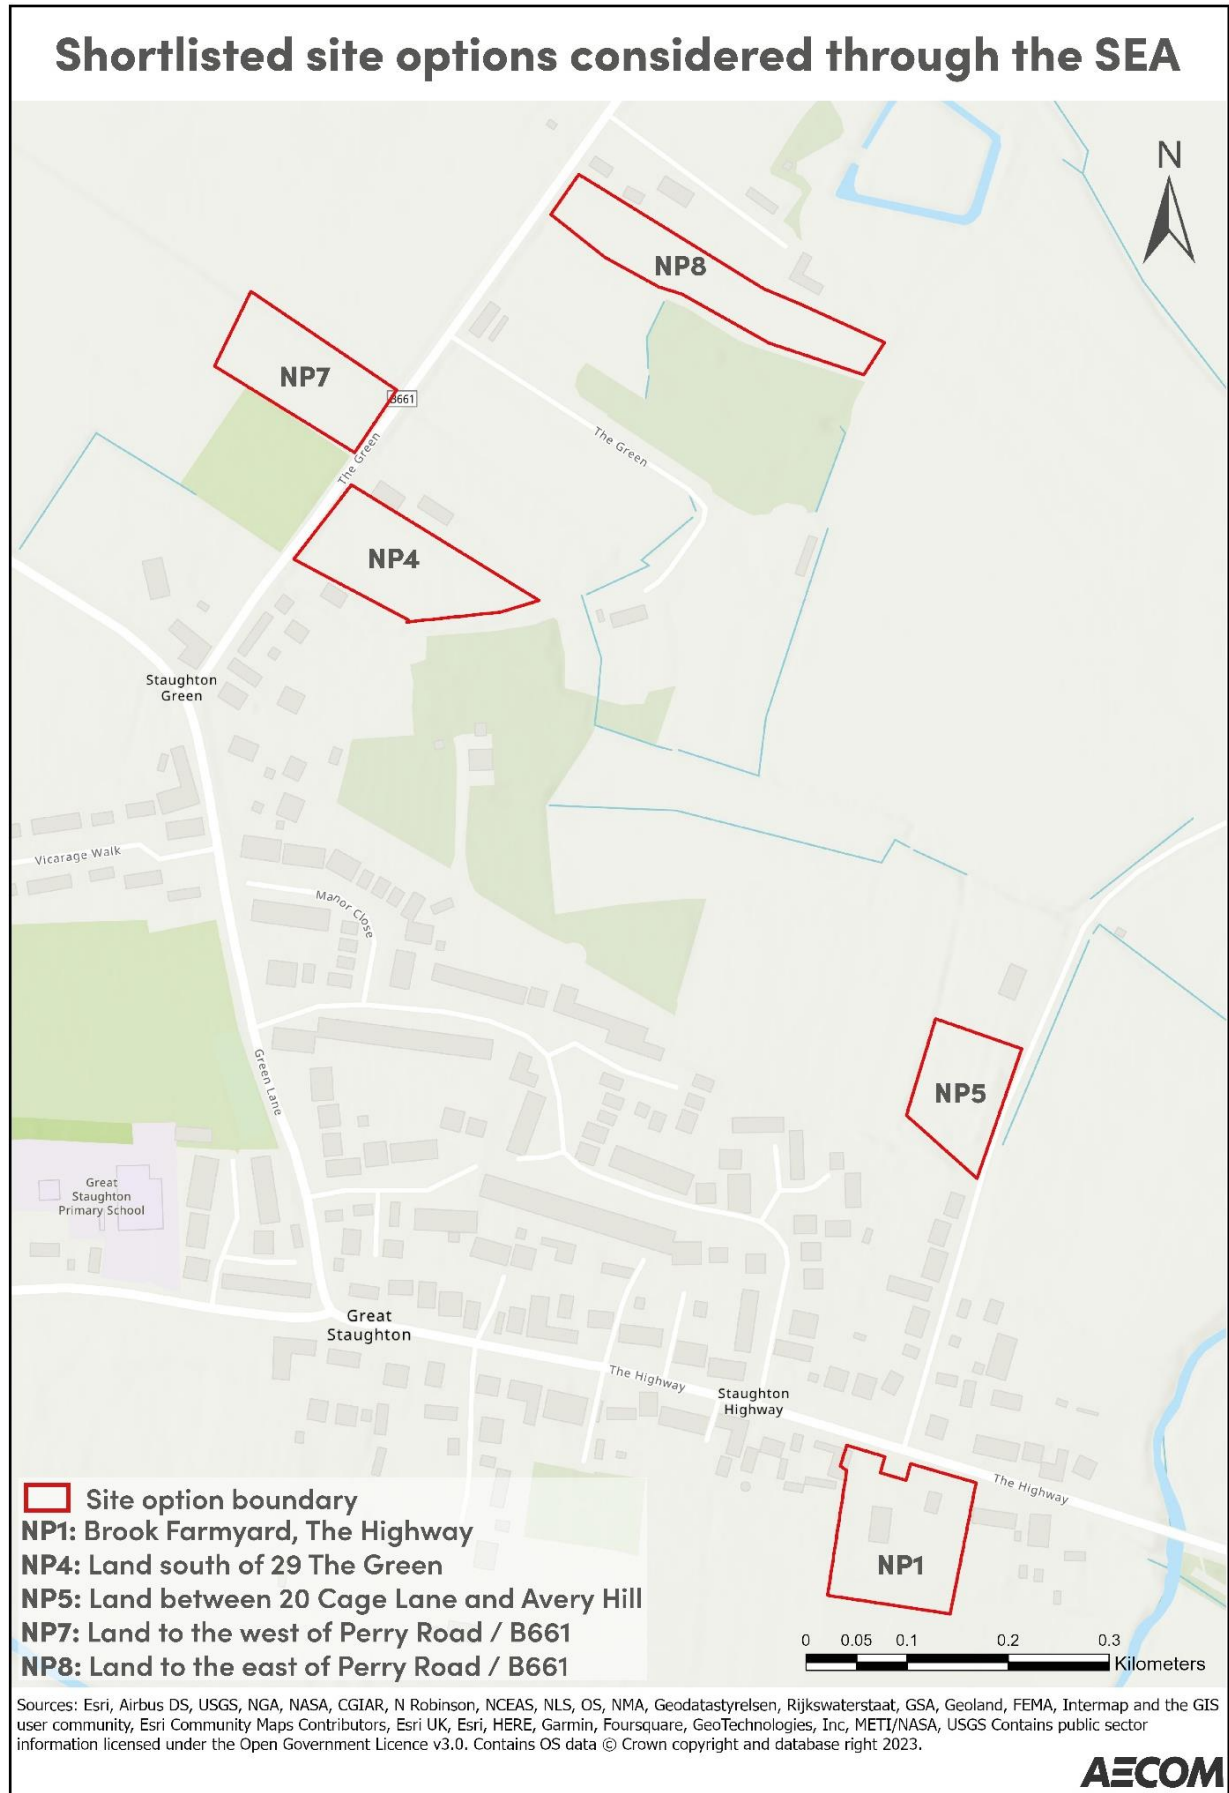 Shortlisted site options considered through the SEA
N
NP8
NP7
B661
The Green
The Green
NP4
Staughton
Green
Vicarage Walk
Manor Close
Green Lane
NP5
Great
Staughton
Primary School
Great
Staughton
The Highway
Staughton
Highway
The Highway
NP1
Site option boundary
NP1: Brook Farmyard, The Highway
NP4: Land south of 29 The Green
NP5: Land between 20 Cage Lane and Avery Hill
NP7: Land to the west of Perry Road / B661
NP8: Land to the east of Perry Road / B661
0 0.05 0.1 0.2 0.3
Kilometers
Sources: Esri, Airbus DS, USGS, NGA, NASA, CGIAR, N Robinson, NCEAS, NLS, OS, NMA, Geodatastyrelsen, Rijkswaterstaat, GSA, Geoland, FEMA, Intermap and the GIS
user community, Esri Community Maps Contributors, Esri UK, Esri, HERE, Garmin, Foursquare, GeoTechnologies, Inc, METI/NASA, USGS Contains public sector
information licensed under the Open Government Licence v3.0. Contains OS data © Crown copyright and database right 2023.
AECOM